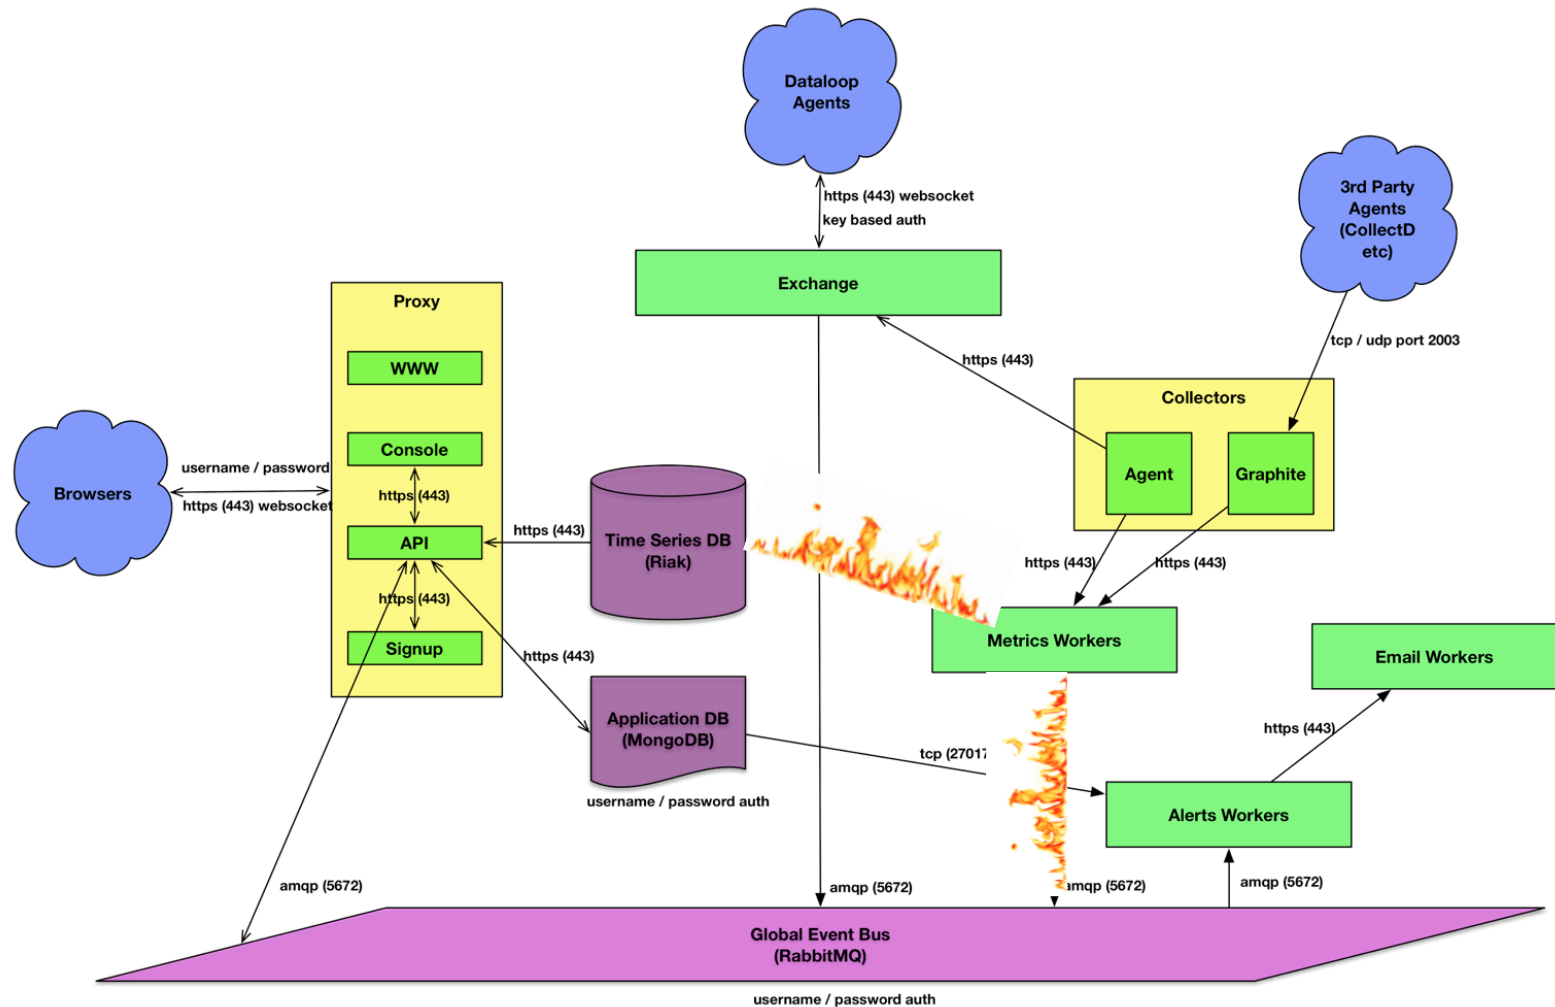 Dataloop
Agents
https (443) websocket
key based auth
3rd Party
Agents
(CollectD
etc)
Exchange
tcp / udp port 2003
https (443)
Proxy
WWW
Console
https (443)
API
https (443)
Signup
Browsers
username / password
https (443) websocket
Collectors
Agent
Graphite
https (443)
https (443)
https (443)
Time Series DB
(Riak)
https (443)
Metrics Workers
Email Workers
Application DB
(MongoDB)
username / password auth
tcp (27017
https (443)
Alerts Workers
amqp (5672)
amqp (5672)
amqp (5672)
amqp (5672)
Global Event Bus
(RabbitMQ)
username / password auth